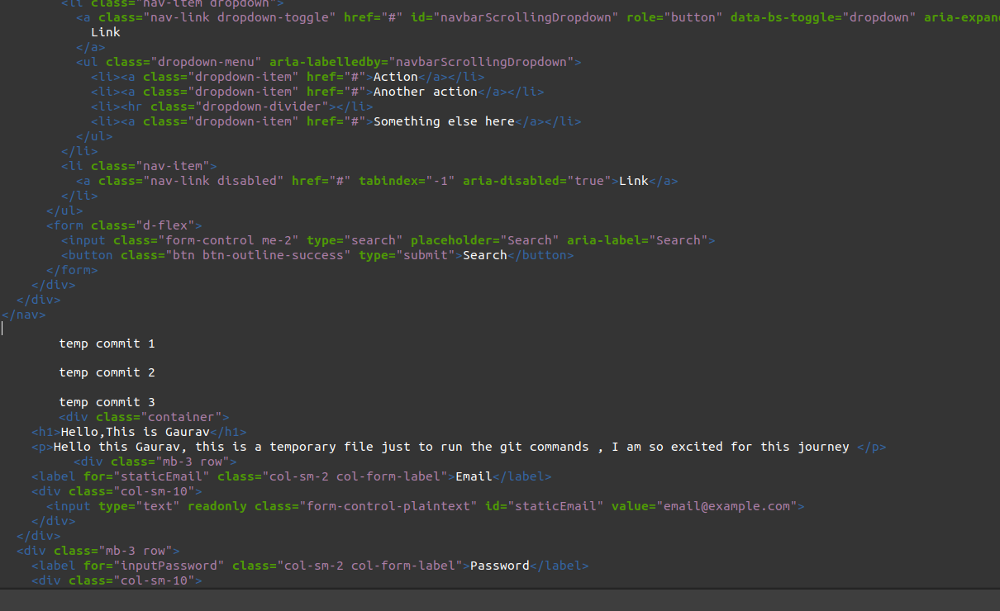 <li class="nav-item dropdown">
<a class="nav-link dropdown-toggle" href="#" id="navbarScrollingDropdown" role="button" data-bs-toggle="dropdown" aria-expan
Link
</a>
<ul class="dropdown-menu" aria-labelledby="navbarScrollingDropdown">
<li><a class="dropdown-item" href="#">Action</a></li>
<li><a class="dropdown-item" href="#">Another action</a></li>
<li><hr class="dropdown-divider"></li>
<li><a class="dropdown-item" href="#">Something else here</a></li>
</ul>
</li>
<li class="nav-item">
<a class="nav-link disabled" href="#" tabindex="-1" aria-disabled="true">Link</a>
</li>
</ul>
<form class="d-flex">
<input class="form-control me-2" type="search" placeholder="Search" aria-label="Search">
<button class="btn btn-outline-success" type="submit">Search</button>
</form>
</div>
</div>
</nav>
temp commit 1
temp commit 2
temp commit 3
<div class="container">
<h1>Hello,This is Gaurav</h1>
<p>Hello this Gaurav, this is a temporary file just to run the git commands , I am so excited for this journey </p>
<div class="mb-3 row">
<label for="staticEmail" class="col-sm-2 col-form-label">Email</label>
<div class="col-sm-10">
<input type="text" readonly class="form-control-plaintext" id="staticEmail" value="email@example.com">
</div>
</div>
<div class="mb-3 row">
<label for="inputPassword" class="col-sm-2 col-form-label">Password</label>
<div class="col-sm-10">